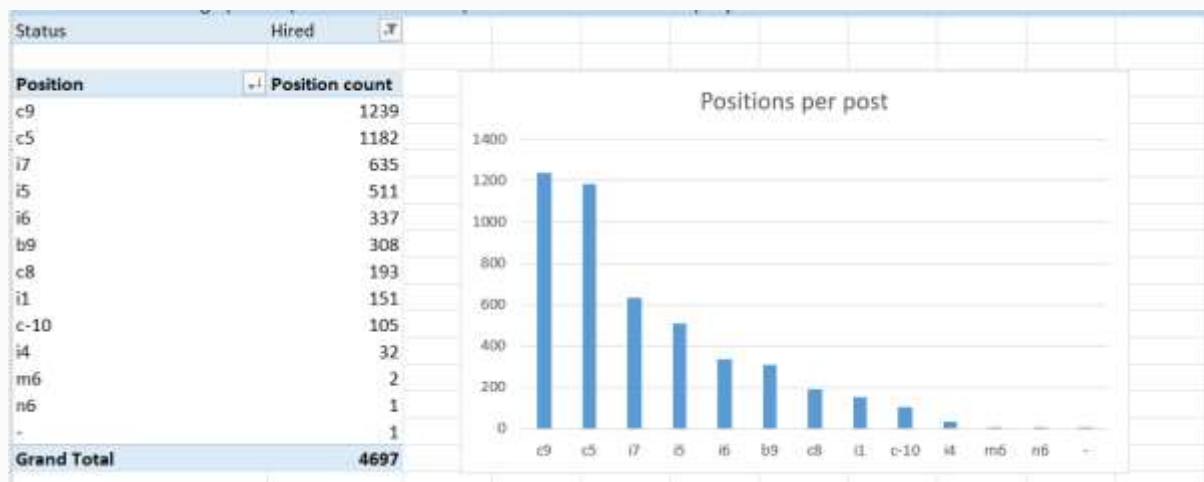 Status Hired
Position Position count
c9 1239
c5 1182
i7 635
i5 511
i6 337
b9 308
c8 193
i1 151
c-10 105
i4 32
m6 2
n6 1
- 1
Grand Total 4697
Positions per post
1400
1200
1000
800
600
400
200
0
c9 c5 i7 i5 i6 b9 c8 i1 c-10 i4 m6 n6 -